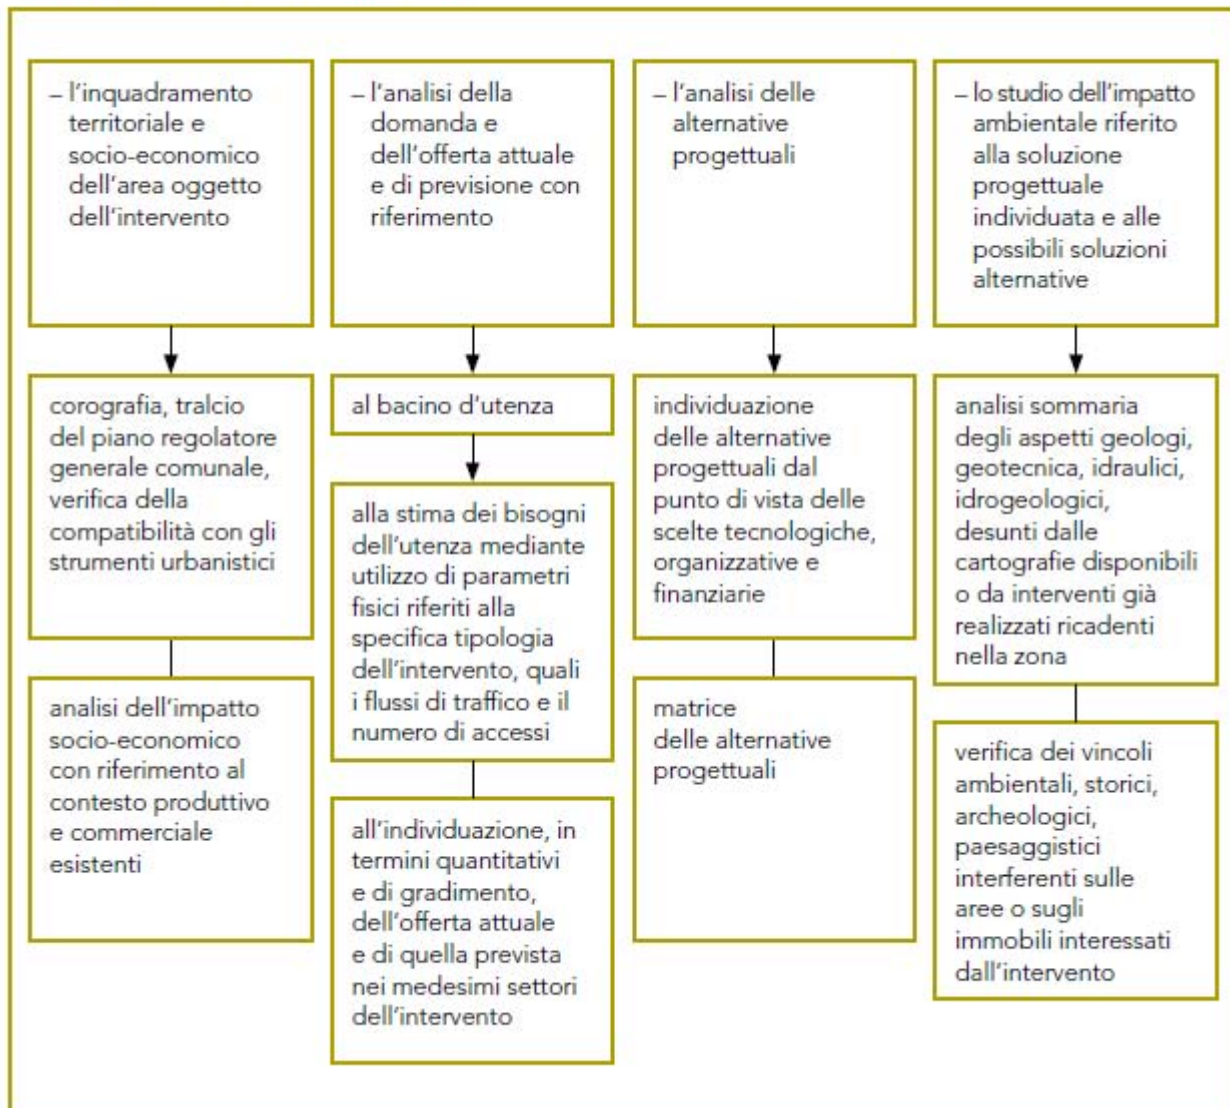 – l'inquadramento
territoriale e
socio-economico
dell'area oggetto
dell'intervento
corografia, tralcio
del piano regolatore
generale comunale,
verifica della
compatibilità con gli
strumenti urbanistici
analisi dell'impatto
socio-economico
con riferimento al
contesto produttivo
e commerciale
esistenti
– l'analisi della
domanda e
dell'offerta attuale
e di previsione con
riferimento
al bacino d'utenza
alla stima dei bisogni
dell'utenza mediante
utilizzo di parametri
fisici riferiti alla
specifica tipologia
dell'intervento, quali
i flussi di traffico e il
numero di accessi
all'individuazione, in
termini quantitativi
e di gradimento,
dell'offerta attuale
e di quella prevista
nei medesimi settori
dell'intervento
– l'analisi delle
alternative
progettuali
individuazione
delle alternative
progettuali dal
punto di vista delle
scelte tecnologiche,
organizzative e
finanziarie
matrice
delle alternative
progettuali
– lo studio dell'impatto
ambientale riferito
alla soluzione
progettuale
individuata e alle
possibili soluzioni
alternative
analisi sommaria
degli aspetti geologi,
geotecnica, idraulici,
idrogeologici,
desunti dalle
cartografie disponibili
o da interventi già
realizzati ricadenti
nella zona
verifica dei vincoli
ambientali, storici,
archeologici,
paesaggistici
interferenti sulle
aree o sugli
immobili interessati
dall'intervento